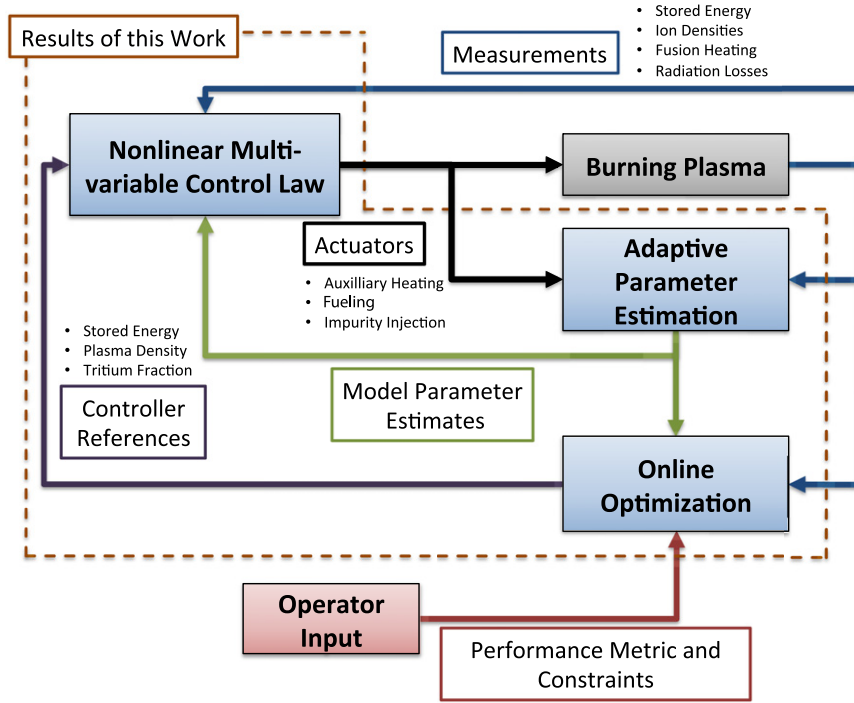 Results of this Work
Measurements
• Stored Energy
• Ion Densities
• Fusion Heating
• Radiation Losses
Nonlinear Multi-
variable Control Law
Burning Plasma
Actuators
• Auxilliary Heating
• Fueling
• Impurity Injection
Adaptive
Parameter
Estimation
• Stored Energy
• Plasma Density
• Tritium Fraction
Controller
References
Model Parameter
Estimates
Online
Optimization
Operator
Input
Performance Metric and
Constraints